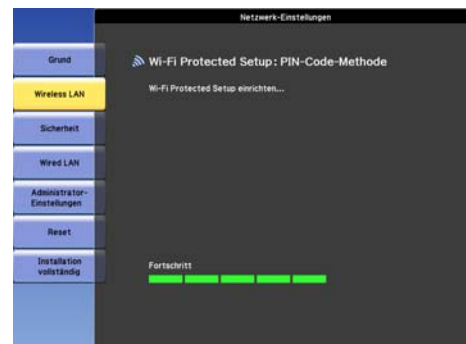 Netzwerk-Einstellungen
Grund
Wireless LAN
Sicherheit
Wired LAN
Administrator-
Einstellungen
Reset
Installation
vollständig
Wi-Fi Protected Setup: PIN-Code-Methode
Wi-Fi Protected Setup einrichten...
Fortschritt